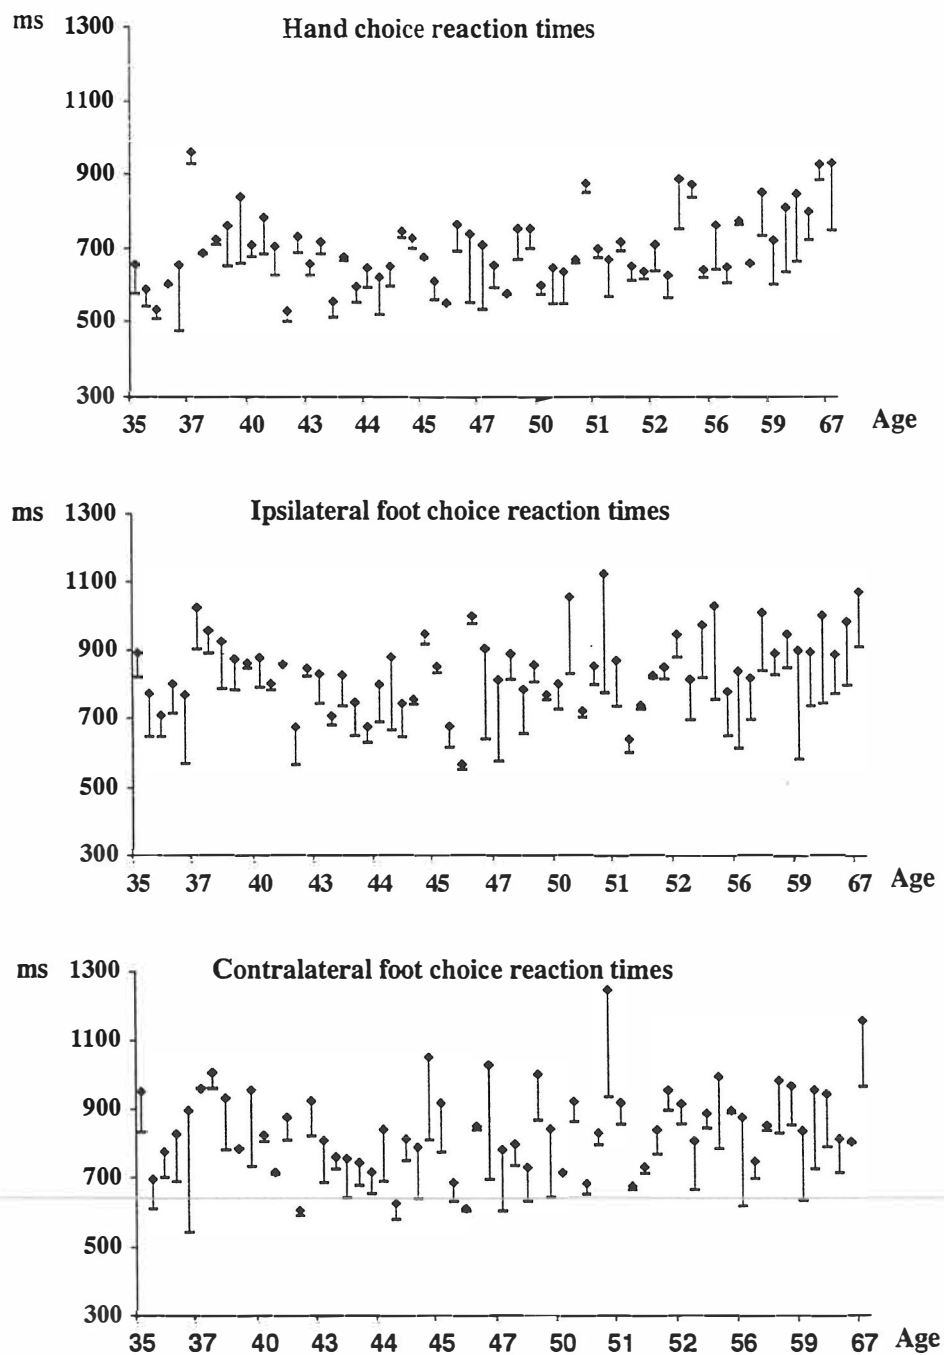 ms 1300 Hand choice reaction times
1100
900
700
500
300
35 37 40 43 44 45 47 50 51 52 56 59 67 Age
ms 1300 Ipsilateral foot choice reaction times
1100
900
700
500
300
35 37 40 43 44 45 47 50 51 52 56 59 67 Age
ms 1300 Contralateral foot choice reaction times
1100
900
700
500
300
35 37 40 43 44 45 47 50 51 52 56 59 67 Age